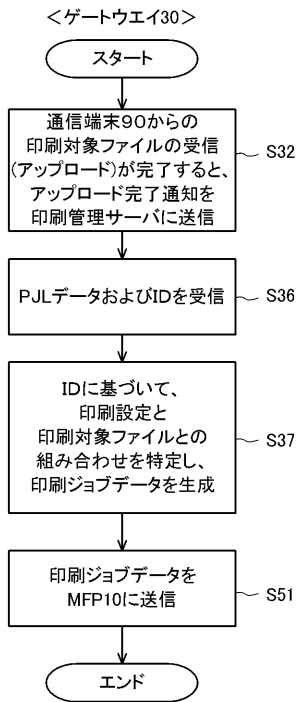 ＜ゲートウエイ30＞
スタート
通信端末90からの
印刷対象ファイルの受信
(アップロード)が完了すると、
アップロード完了通知を
印刷管理サーバに送信
S32
PJLデータおよびIDを受信
S36
IDに基づいて、
印刷設定と
印刷対象ファイルとの
組み合わせを特定し、
印刷ジョブデータを生成
S37
印刷ジョブデータを
MFP10に送信
S51
エンド